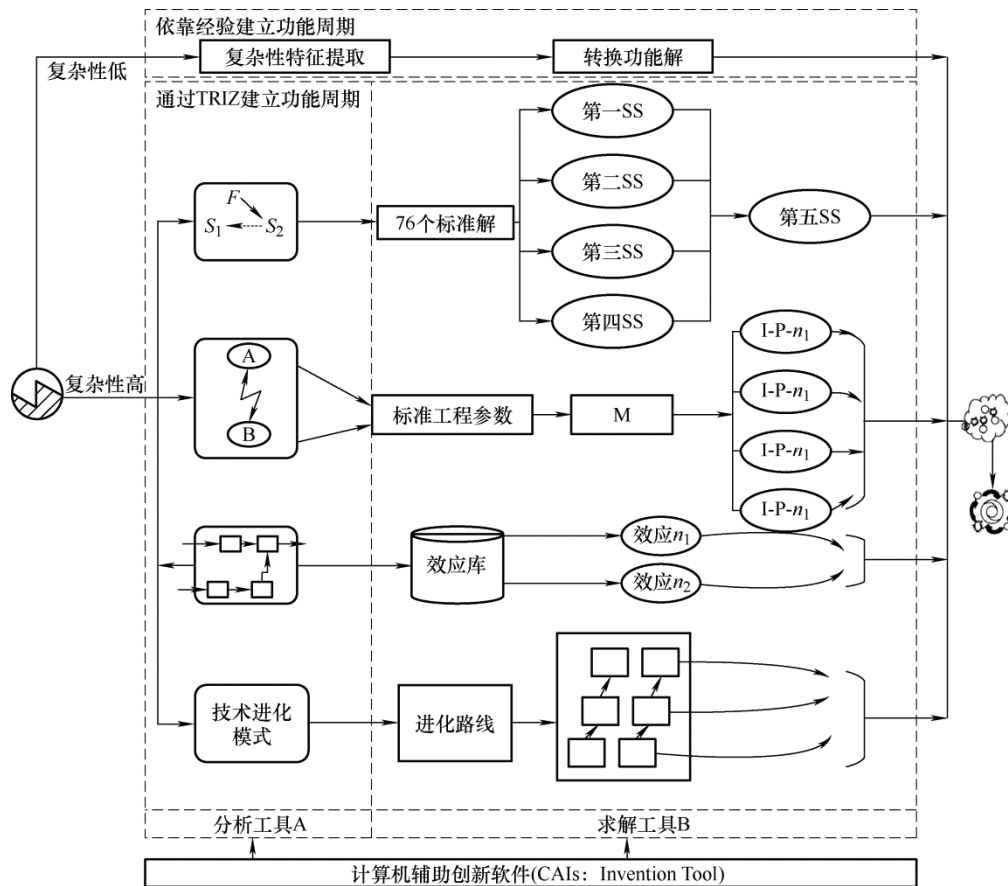 依靠经验建立功能周期
复杂性特征提取
转换功能解
复杂性低
通过TRIZ建立功能周期
第一SS
第二SS
第三SS
第四SS
第五SS
F
S1
S2
76个标准解
复杂性高
A
B
标准工程参数
M
I-P-n1
I-P-n1
I-P-n1
I-P-n1
效应库
效应n1
效应n2
技术进化
模式
进化路线
分析工具A
求解工具B
计算机辅助创新软件(CAIs：Invention Tool)